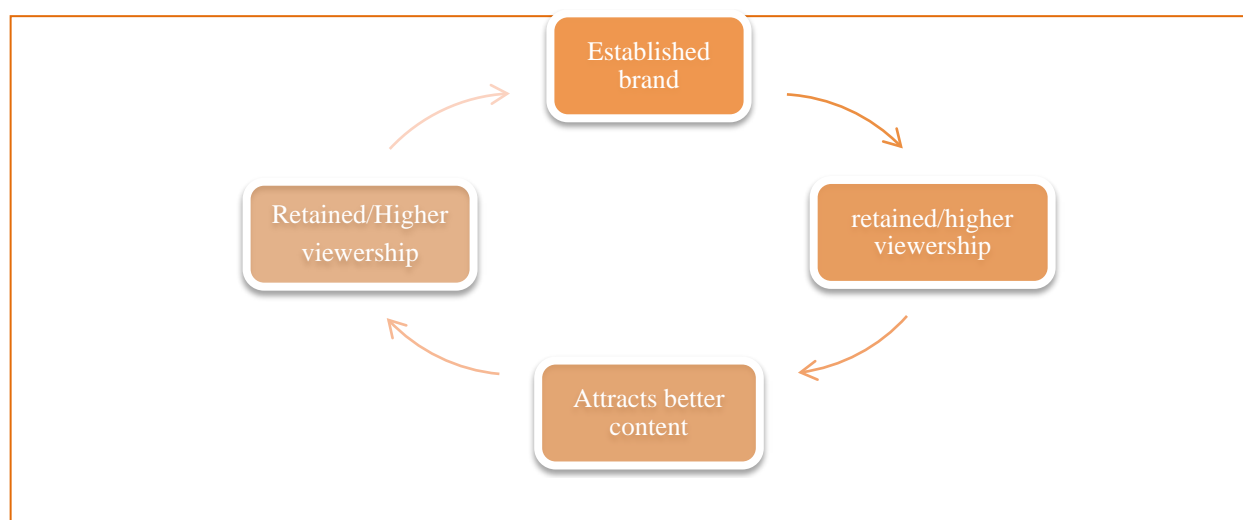 Established
brand
retained/higher
viewership
Attracts better
content
Retained/Higher
viewership